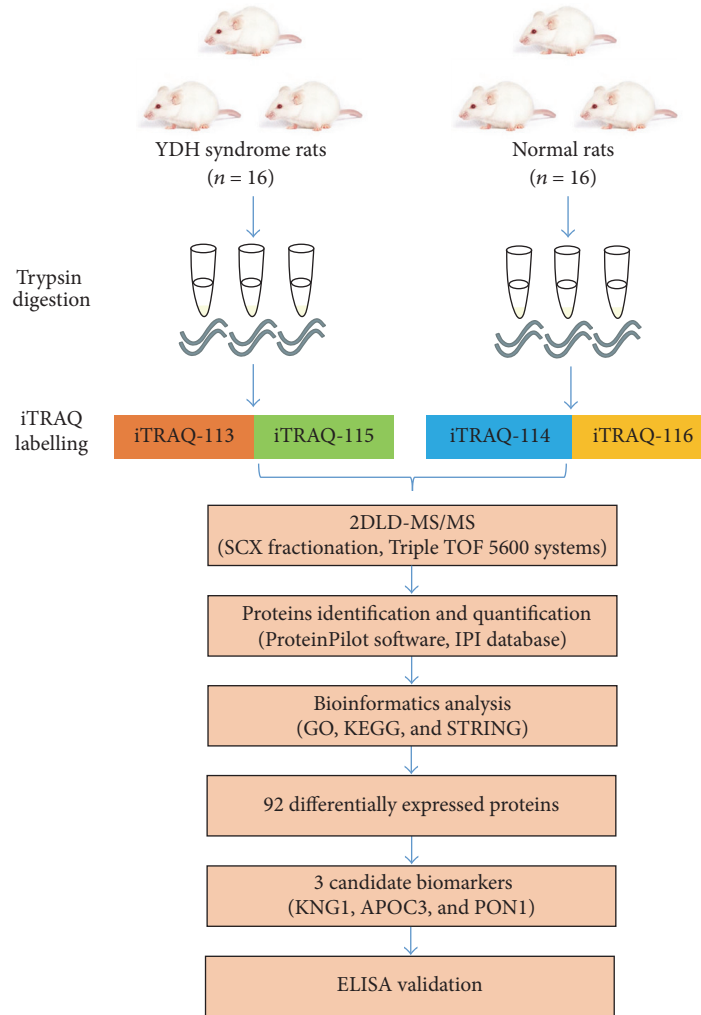 YDH syndrome rats
(n = 16)
Normal rats
(n = 16)
Trypsin
digestion
iTRAQ
labelling
iTRAQ-113
iTRAQ-115
iTRAQ-114
iTRAQ-116
2DLD-MS/MS
(SCX fractionation, Triple TOF 5600 systems)
Proteins identification and quantification
(ProteinPilot software, IPI database)
Bioinformatics analysis
(GO, KEGG, and STRING)
92 differentially expressed proteins
3 candidate biomarkers
(KNG1, APOC3, and PON1)
ELISA validation